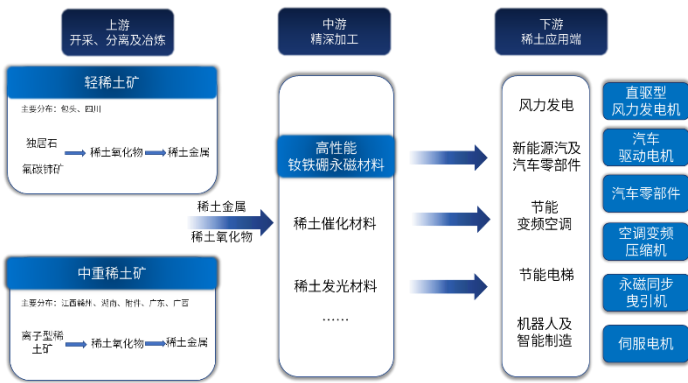 上游
开采、分离及冶炼
轻稀土矿
主要分布：包头、四川
独居石
氟碳铈矿
稀土氧化物
稀土金属
中重稀土矿
主要分布：江西赣州、湖南、附件、广东、广西
离子型稀
土矿
稀土氧化物
稀土金属
稀土金属
稀土氧化物
中游
精深加工
高性能
钕铁硼永磁材料
稀土催化材料
稀土发光材料
……
下游
稀土应用端
风力发电
新能源汽及
汽车零部件
节能
变频空调
节能电梯
机器人及
智能制造
直驱型
风力发电机
汽车
驱动电机
汽车零部件
空调变频
压缩机
永磁同步
曳引机
伺服电机